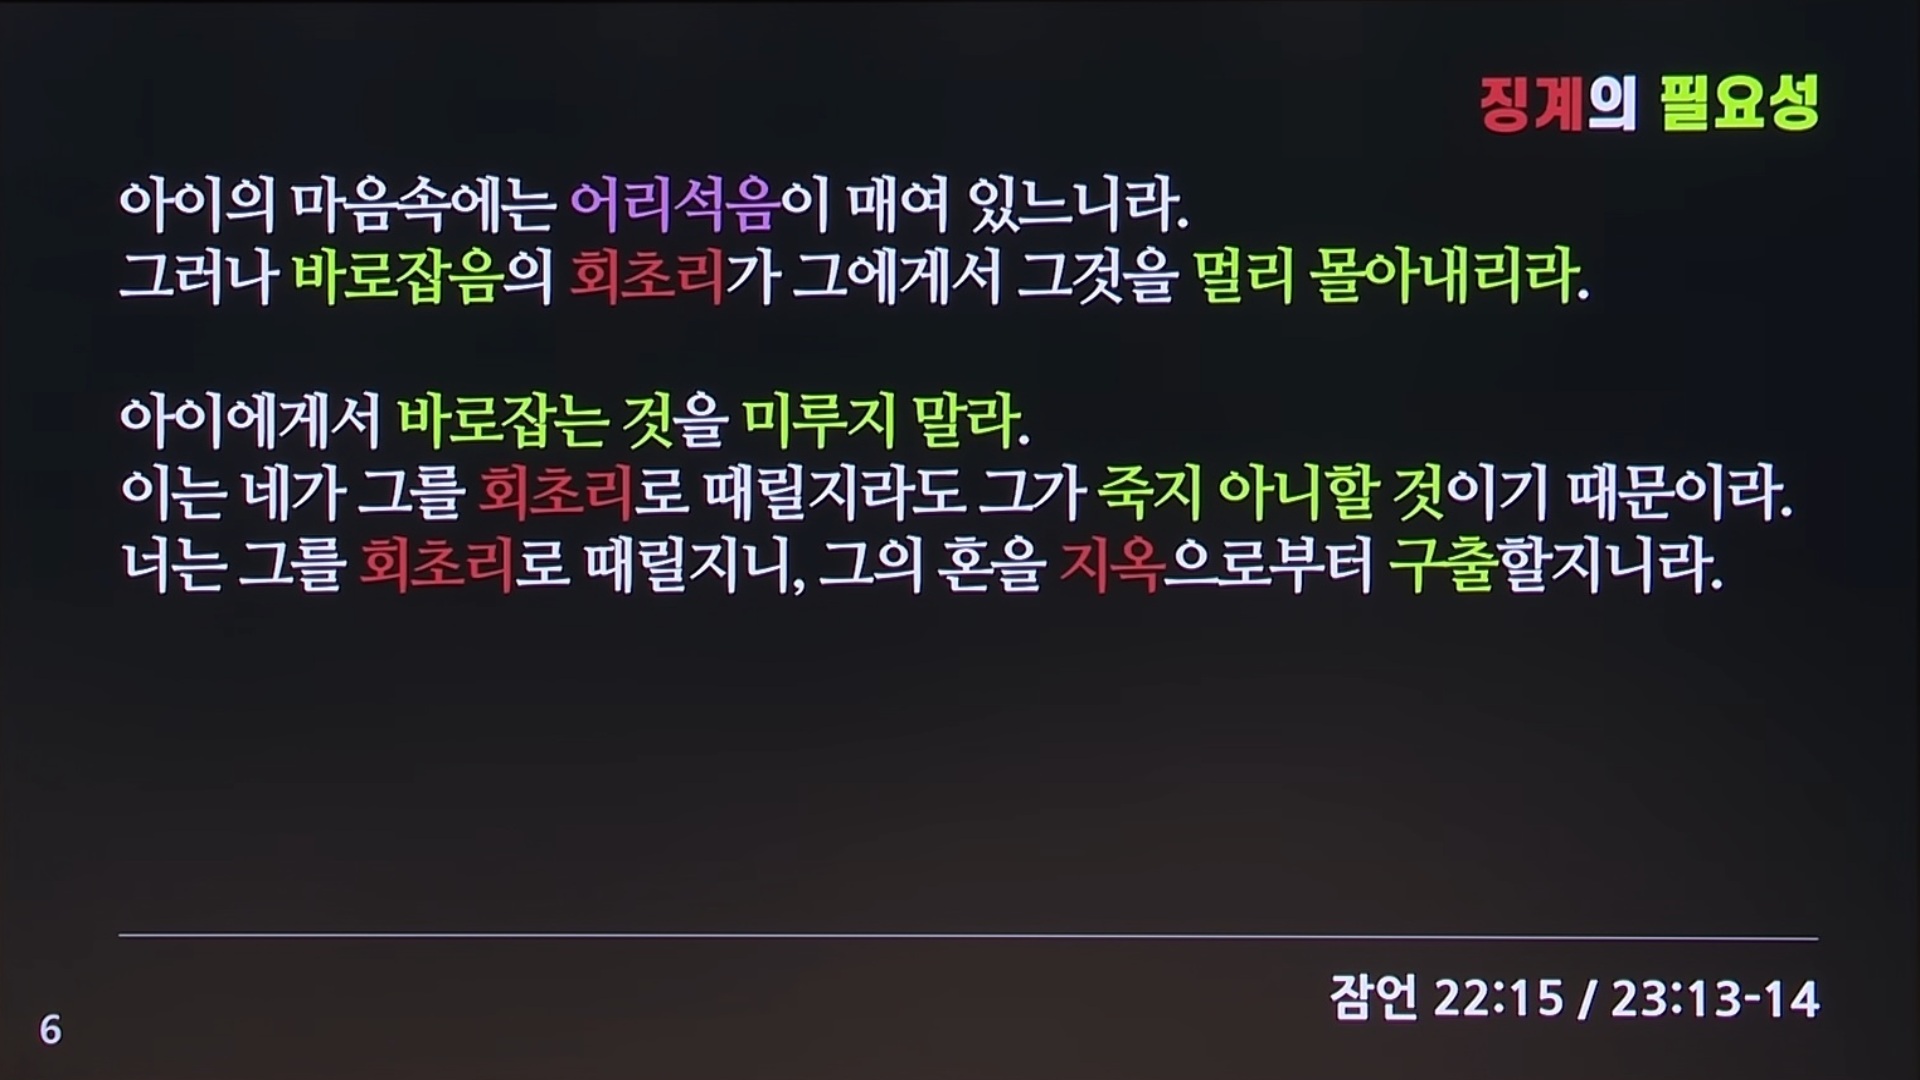 징계의 필요성
아이의 마음속에는 어리석음이 매여 있느니라.
그러나 바로잡음의 회초리가 그에게서 그것을 멀리 몰아내리라.
아이에게서 바로잡는 것을 미루지 말라.
이는 네가 그를 회초리로 때릴지라도 그가 죽지 아니할 것이기 때문이라.
너는 그를 회초리로 때릴지니, 그의 혼을 지옥으로부터 구출할지니라.
잠언 22:15 / 23:13-14
6